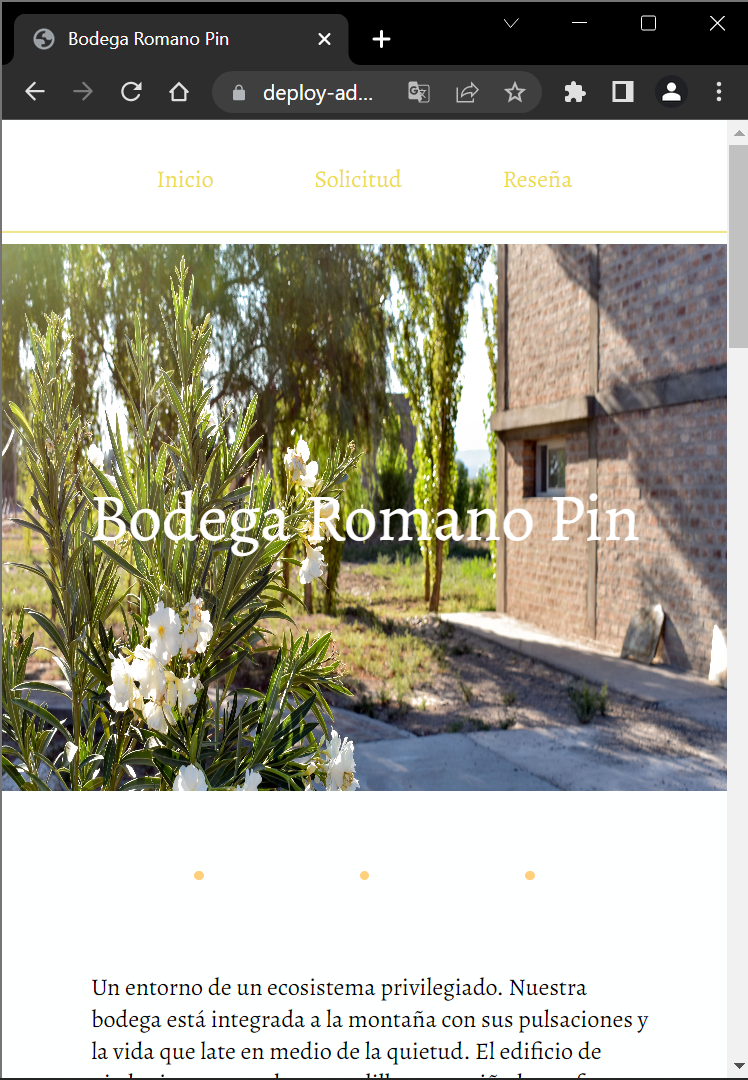 Bodega Romano Pin
deploy-ad...
Inicio Solicitud Reseña
Bodega Romano Pin
Un entorno de un ecosistema privilegiado. Nuestra
bodega está integrada a la montaña con sus pulsaciones y
la vida que late en medio de la quietud. El edificio de